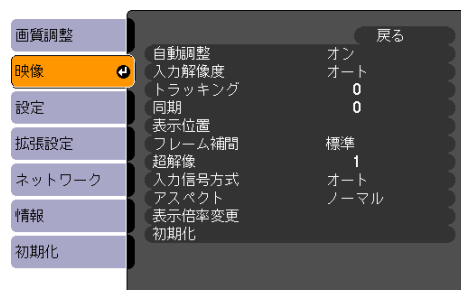 画質調整
映像
設定
拡張設定
ネットワーク
情報
初期化
戻る
自動調整 オン
入力解像度 オート
トラッキング 0
同期 0
表示位置
フレーム補間 標準
超解像 1
入力信号方式 オート
アスペクト ノーマル
表示倍率変更
初期化